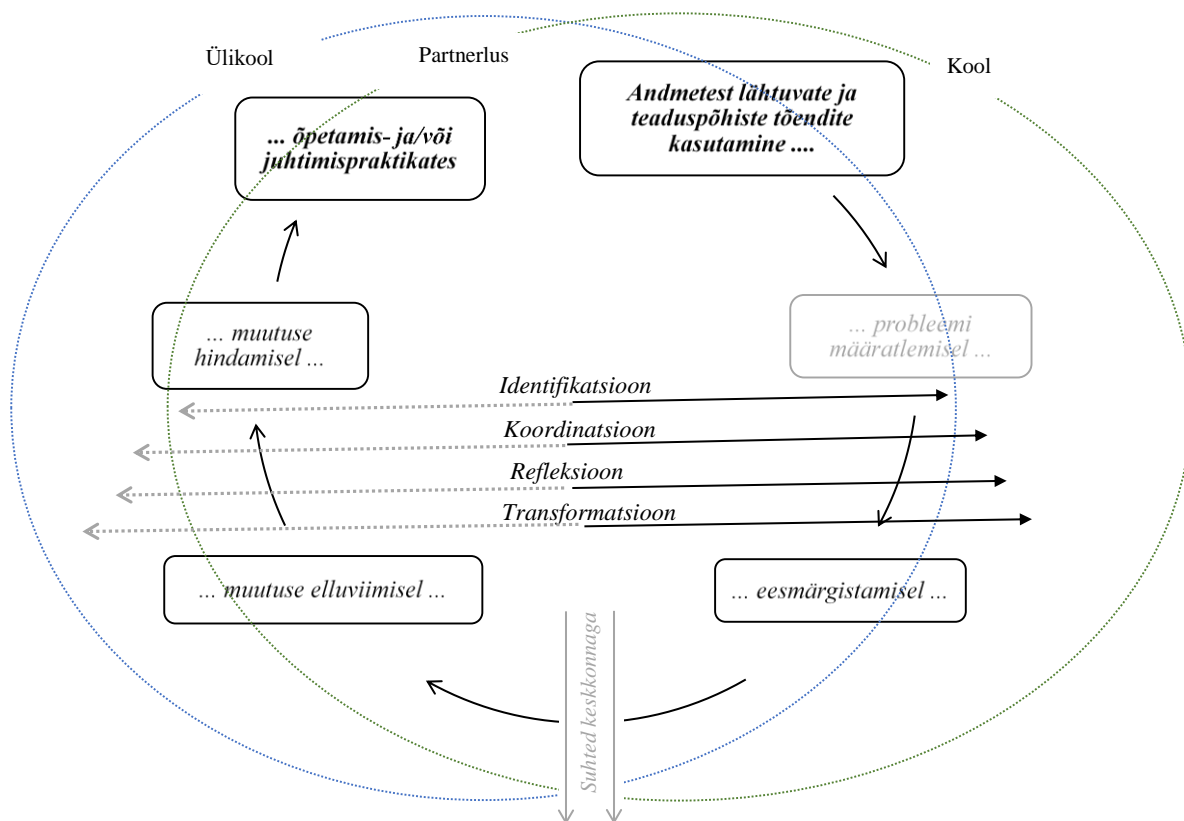 Ülikool
Partnerlus
Kool
Andmetest lähtuvate ja
teaduspõhiste tõendite
kasutamine ....
... õpetamis- ja/või
juhtimispraktikates
... muutuse
hindamisel ...
... probleemi
määratlemisel ...
Identifikatsioon
Koordinatsioon
Refleksioon
Transformatsioon
... muutuse elluviimisel ...
... eesmärgistamisel ...
Suhted keskkonnaga